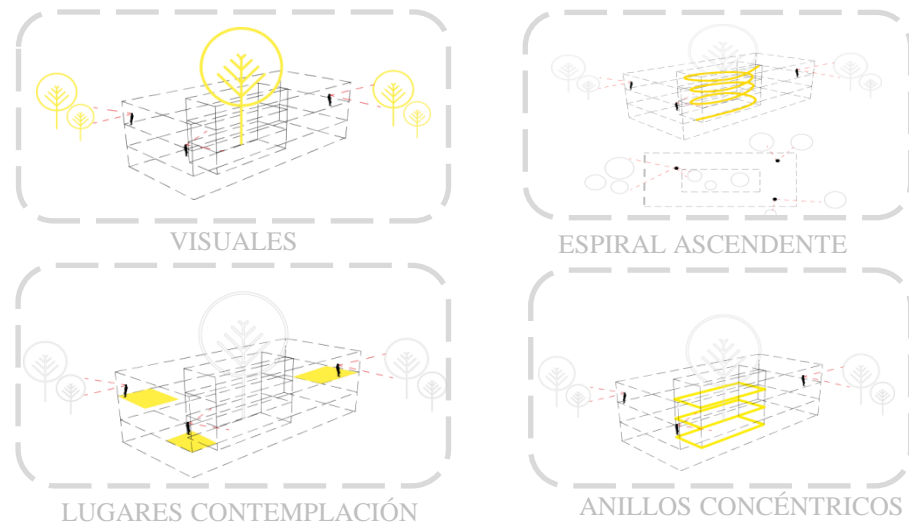 VISUALES
ESPIRAL ASCENDENTE
LUGARES CONTEMPLACIÓN
ANILLOS CONCÉNTRICOS